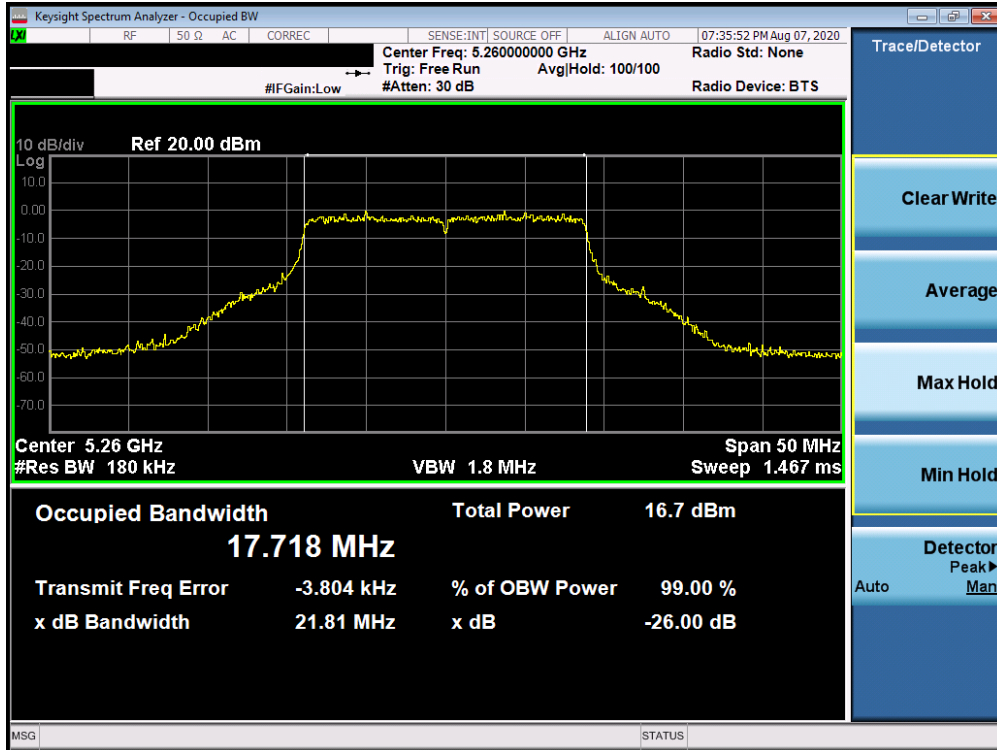 Keysight Spectrum Analyzer - Occupied BW
LXI RF 50 Ω AC CORREC SENSE:INT SOURCE OFF ALIGN AUTO 07:35:52 PM Aug 07, 2020
Center Freq: 5.260000000 GHz Radio Std: None
Trig: Free Run Avg|Hold: 100/100
#IFGain:Low #Atten: 30 dB Radio Device: BTS
10 dB/div Ref 20.00 dBm
Log
10.0
0.00
-10.0
-20.0
-30.0
-40.0
-50.0
-60.0
-70.0
Center 5.26 GHz Span 50 MHz
#Res BW 180 kHz VBW 1.8 MHz Sweep 1.467 ms
Occupied Bandwidth Total Power 16.7 dBm
17.718 MHz
Transmit Freq Error -3.804 kHz % of OBW Power 99.00 %
x dB Bandwidth 21.81 MHz x dB -26.00 dB
MSG STATUS
Trace/Detector
Clear Write
Average
Max Hold
Min Hold
Detector
Peak▶
Auto Man